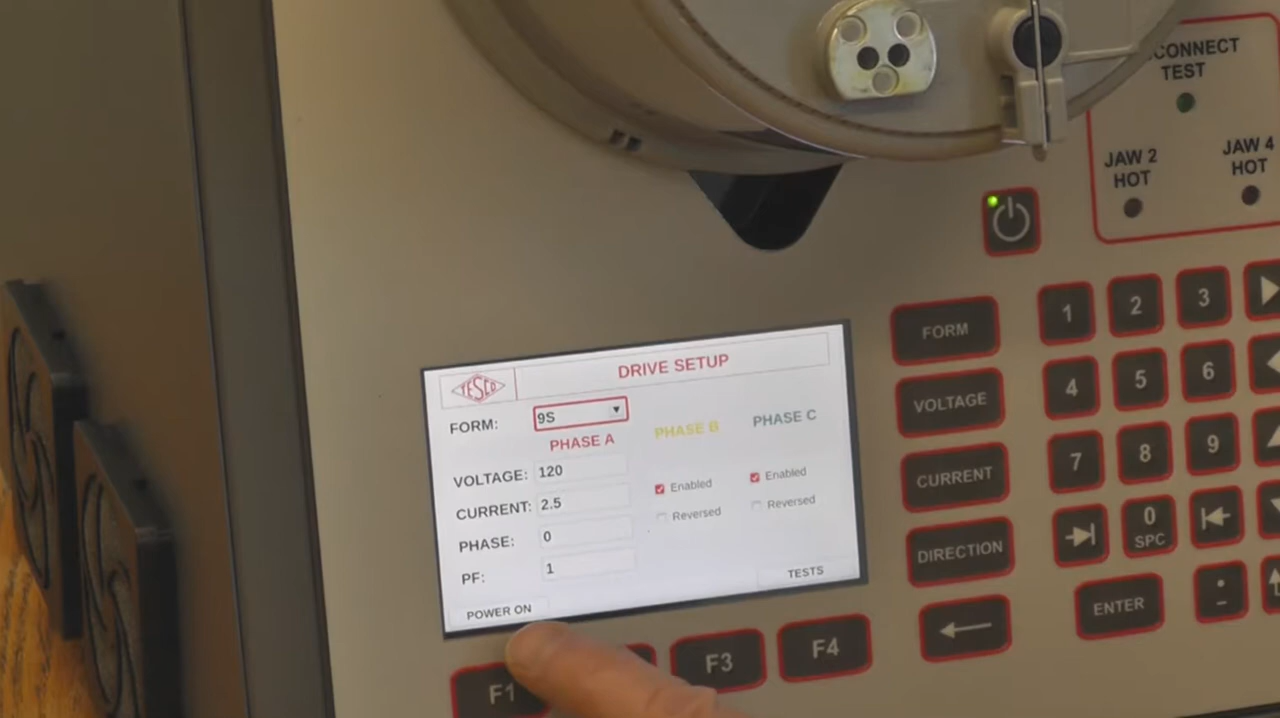 CONNECT
TEST
JAW 2
HOT
JAW 4
HOT
TESCO
DRIVE SETUP
FORM: 9S
PHASE A
PHASE B
PHASE C
VOLTAGE: 120
CURRENT: 2.5
PHASE: 0
PF: 1
Enabled
Reversed
Enabled
Reversed
POWER ON
TESTS
FORM
VOLTAGE
CURRENT
DIRECTION
1 2 3
4 5 6
7 8 9
0
SPC
ENTER
F1 F3 F4